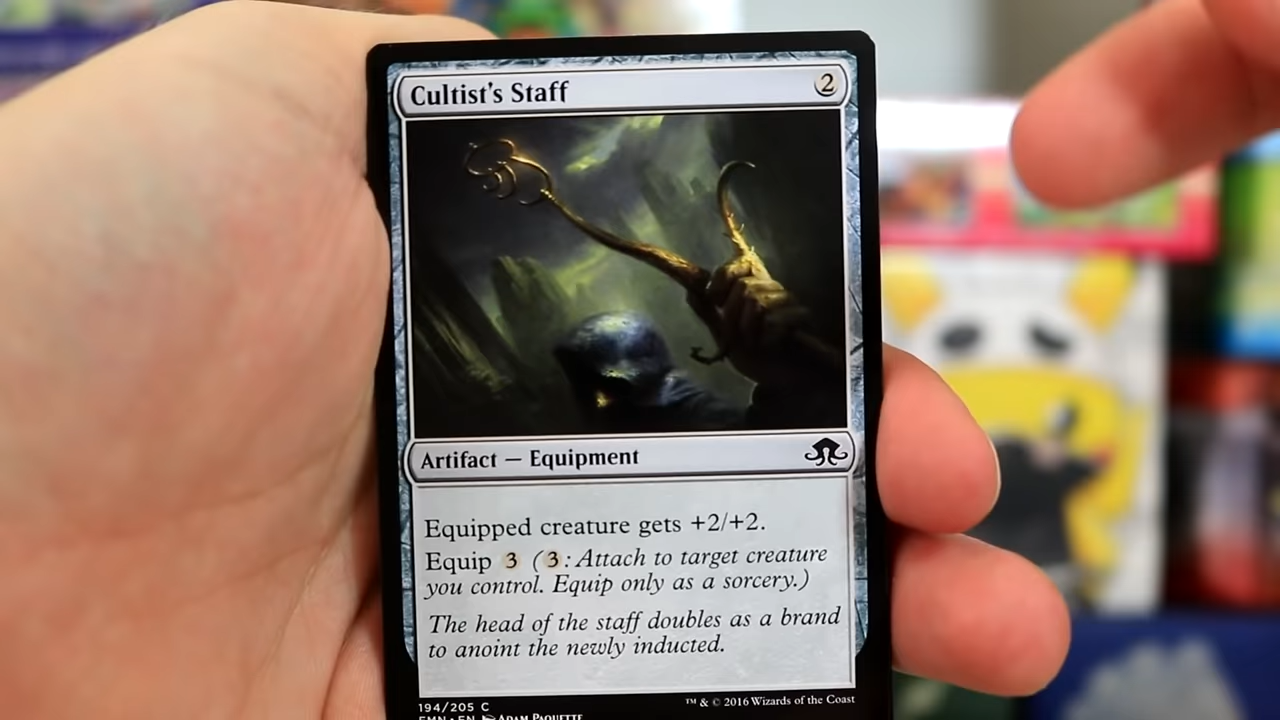 Cultist's Staff 2
Artifact — Equipment
Equipped creature gets +2/+2.
Equip 3 (3: Attach to target creature
you control. Equip only as a sorcery.)
The head of the staff doubles as a brand
to anoint the newly inducted.
194/205 C ™ & © 2016 Wizards of the Coast
EMN • EN ADAM PAQUETTE